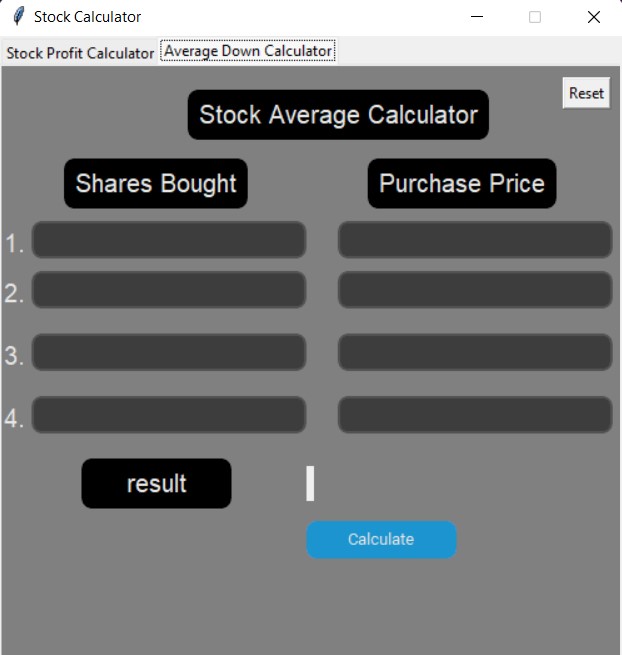 Stock Calculator
Stock Profit Calculator Average Down Calculator
Reset
Stock Average Calculator
Shares Bought Purchase Price
1.
2.
3.
4.
result
Calculate